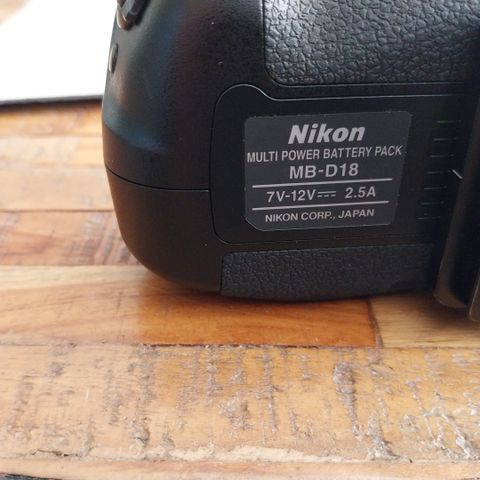 Nikon
MULTI POWER BATTERY PACK
MB-D18
7V-12V⎓ 2.5A
NIKON CORP., JAPAN